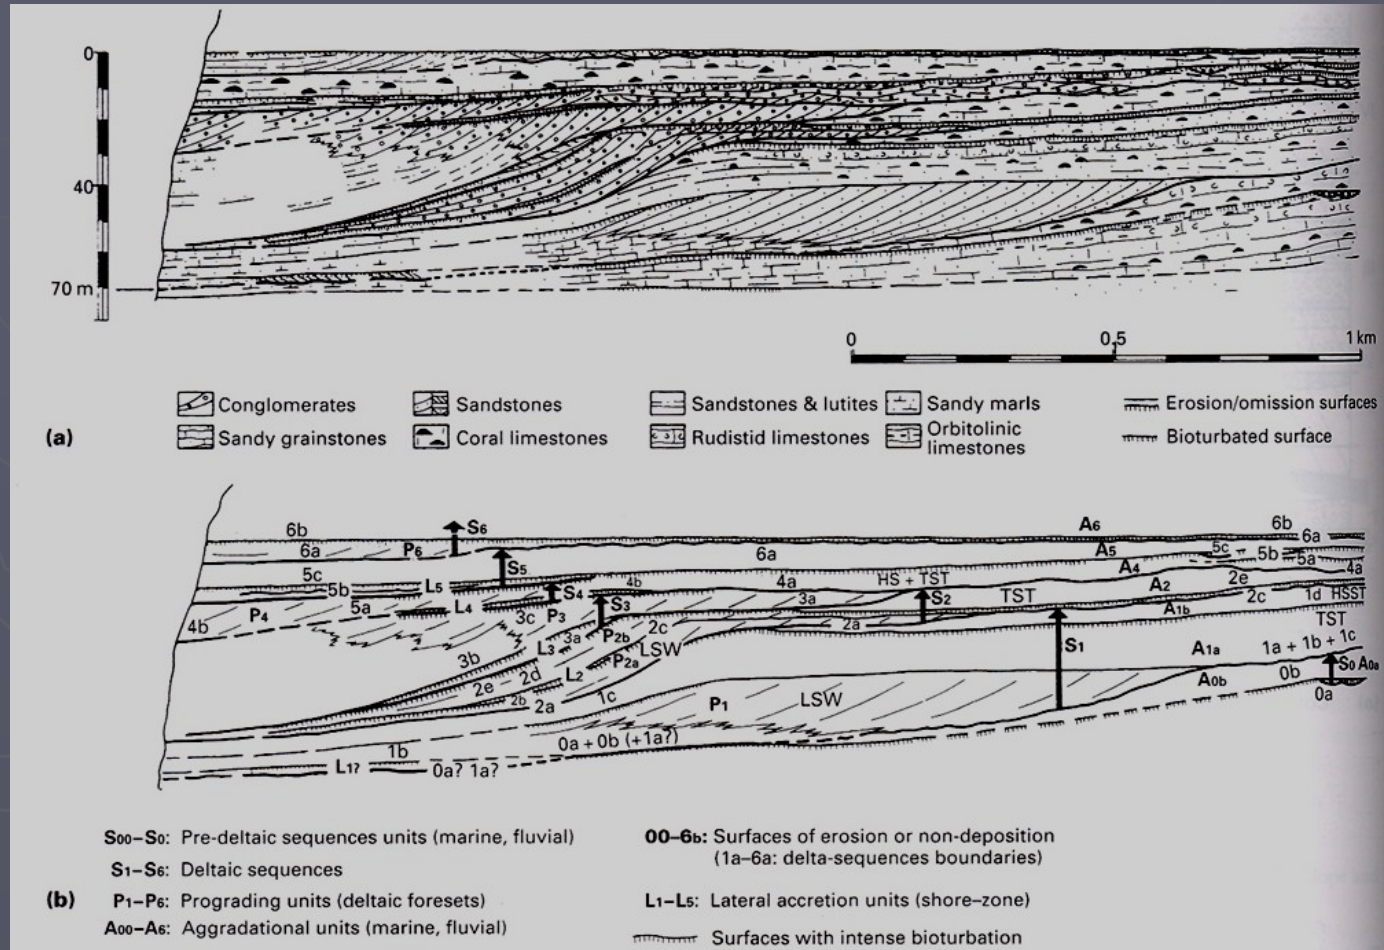 0
40
70 m
0 0,5 1 km
Conglomerates Sandstones Sandstones & lutites Sandy marls Erosion/omission surfaces
(a) Sandy grainstones Coral limestones Rudistid limestones Orbitolinic limestones Bioturbated surface
6b S6 A6 6b
6a P6 6a A5 5c 5b 6a
S5 5a
5c 5b L5 4b 4a HS + TST A4 4a
5a L4 S4 S3 3a S2 TST A2 2e 2c 1d HSST
4b P4 3c P3 2c 2a A1b TST
3a P2b LSW
3b L3 P2a S1 A1a 1a + 1b + 1c
2e - 2d L2 S0 A0a
2b 2a 1c P1 LSW A0b 0b 0a
1b 0a + 0b (+1a?)
L1? 0a? 1a?
S00–S0: Pre-deltaic sequences units (marine, fluvial) 00–6b: Surfaces of erosion or non-deposition
(1a–6a: delta-sequences boundaries)
S1–S6: Deltaic sequences
(b) P1–P6: Prograding units (deltaic foresets) L1–L5: Lateral accretion units (shore–zone)
A00–A6: Aggradational units (marine, fluvial) Surfaces with intense bioturbation